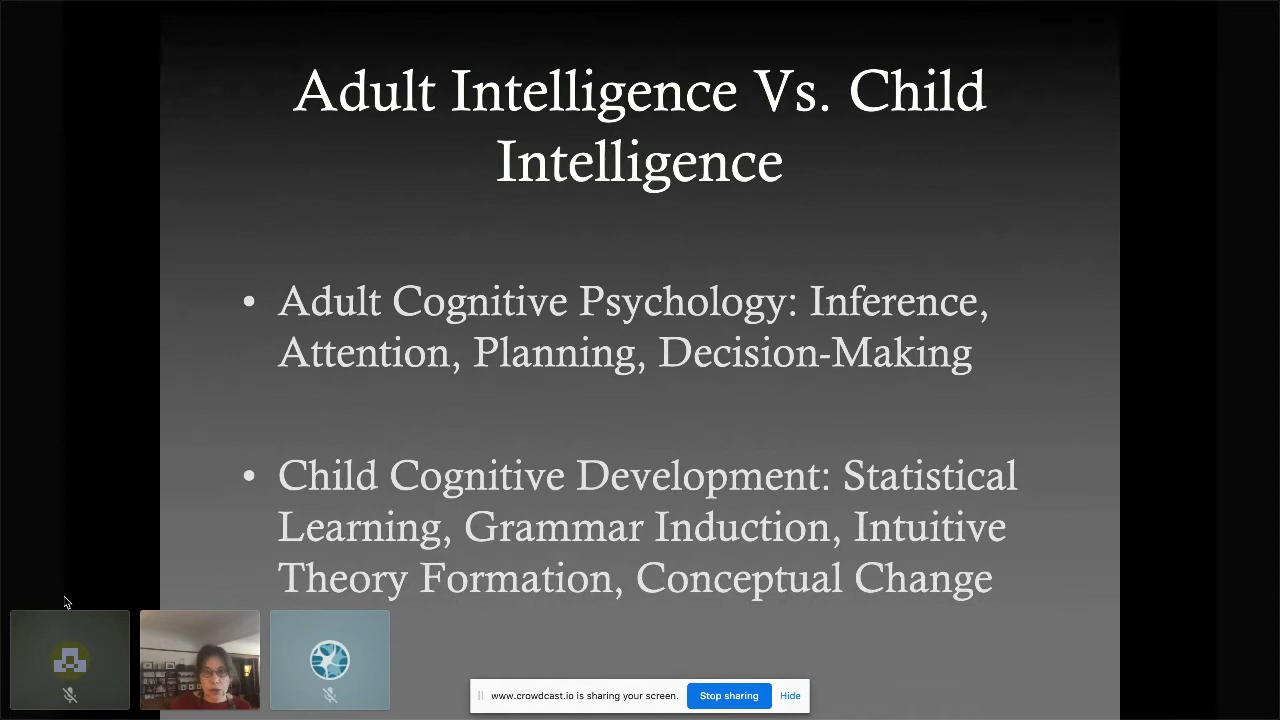 Adult Intelligence Vs. Child
Intelligence
• Adult Cognitive Psychology: Inference,
Attention, Planning, Decision-Making
• Child Cognitive Development: Statistical
Learning, Grammar Induction, Intuitive
Theory Formation, Conceptual Change
www.crowdcast.io is sharing your screen. Stop sharing Hide